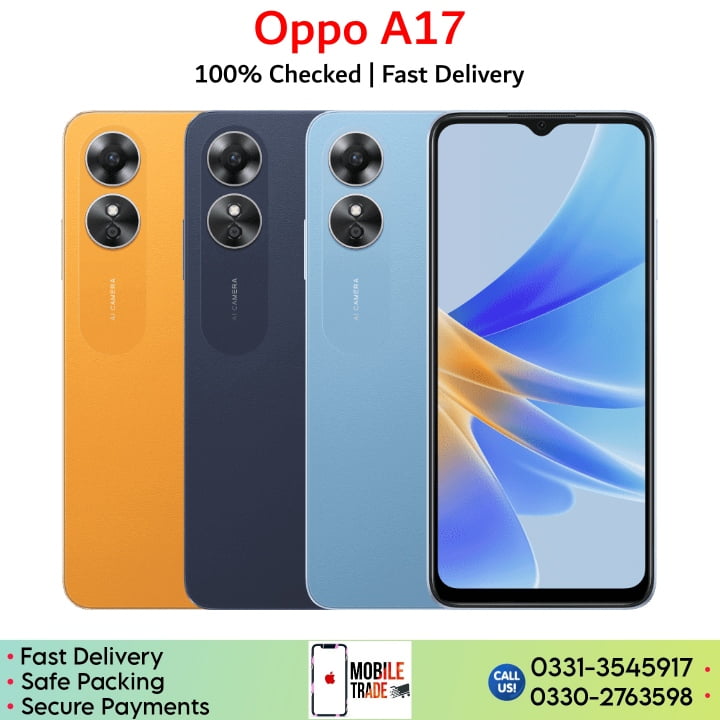 Oppo A17
100% Checked | Fast Delivery
AI CAMERA
AI CAMERA
AI CAMERA
• Fast Delivery
• Safe Packing
• Secure Payments
MOBILE
TRADE
CALL
US!
0331-3545917 •
0330-2763598 •